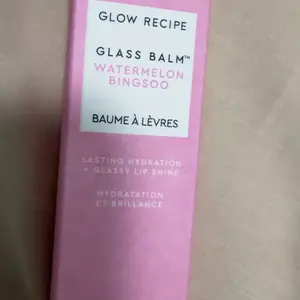 GLOW RECIPE
GLASS BALM™
WATERMELON
BINGSOO
BAUME À LÈVRES
LASTING HYDRATION
+ GLASSY LIP SHINE
HYDRATATION
ET BRILLANCE